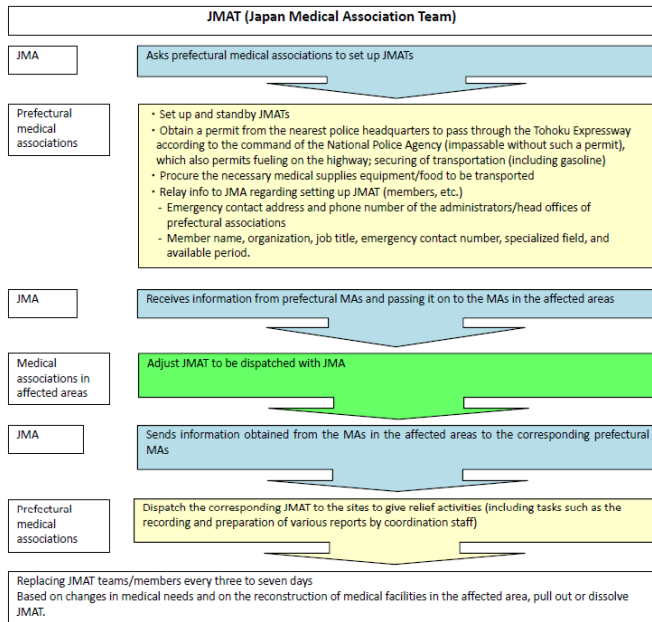 JMAT (Japan Medical Association Team)
JMA
Asks prefectural medical associations to set up JMATs
Prefectural
medical
associations
・Set up and standby JMATs
・Obtain a permit from the nearest police headquarters to pass through the Tohoku Expressway
according to the command of the National Police Agency (impassable without such a permit),
which also permits fueling on the highway; securing of transportation (including gasoline)
・Procure the necessary medical supplies equipment/food to be transported
・Relay info to JMA regarding setting up JMAT (members, etc.)
- Emergency contact address and phone number of the administrators/head offices of
prefectural associations
- Member name, organization, job title, emergency contact number, specialized field, and
available period.
JMA
Receives information from prefectural MAs and passing it on to the MAs in the affected areas
Medical
associations in
affected areas
Adjust JMAT to be dispatched with JMA
JMA
Sends information obtained from the MAs in the affected areas to the corresponding prefectural
MAs
Prefectural
medical
associations
Dispatch the corresponding JMAT to the sites to give relief activities (including tasks such as the
recording and preparation of various reports by coordination staff)
Replacing JMAT teams/members every three to seven days
Based on changes in medical needs and on the reconstruction of medical facilities in the affected area, pull out or dissolve
JMAT.